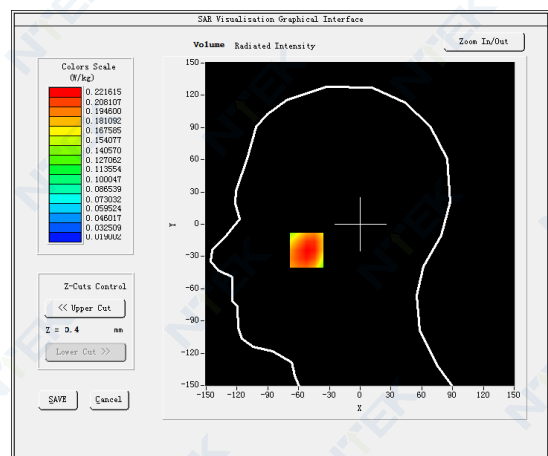 SAR Visualisation Graphical Interface
Volume Radiated Intensity
Zoom In/Out
Colors Scale
(W/kg)
0.221615
0.208107
0.194600
0.181092
0.167585
0.154077
0.140570
0.127062
0.113554
0.100047
0.086539
0.073032
0.059524
0.046017
0.032509
0.019002
Z-Cuts Control
<< Upper Cut
Z = 0.4 mm
Lower Cut >>
SAVE Cancel
150
120
90
60
30
0
-30
-60
-90
-120
-150
Y
-150 -120 -90 -60 -30 0 30 60 90 120 150
X
NTEK